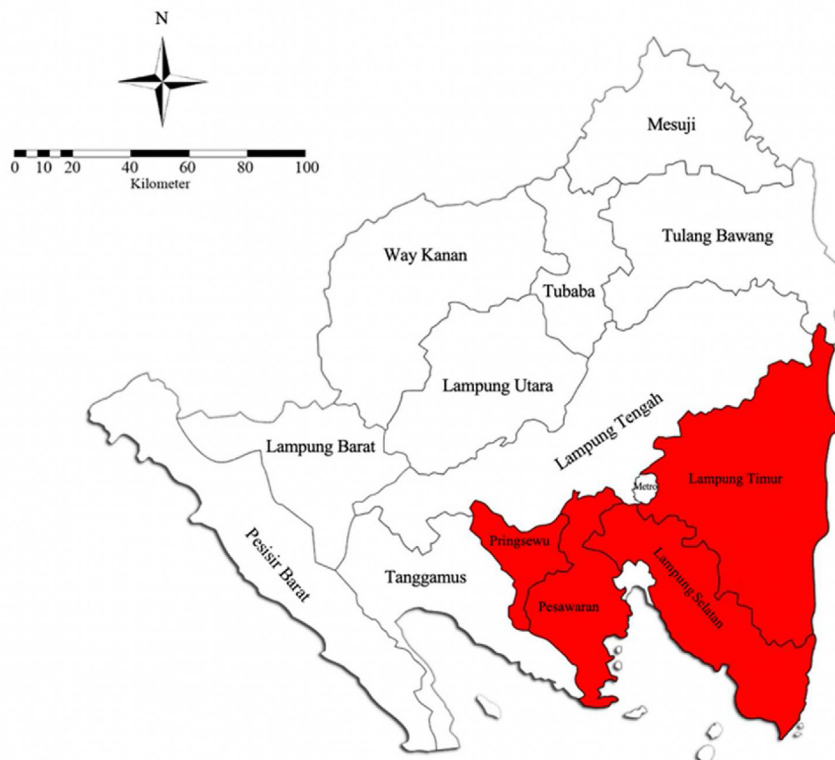 N
0 10 20 40 60 80 100
Kilometer
Mesuji
Tulang Bawang
Way Kanan
Tubaba
Lampung Utara
Lampung Tengah
Lampung Barat
Metro
Lampung Timur
Pringsewu
Pesisir Barat
Tanggamus
Pesawaran
Lampung Selatan